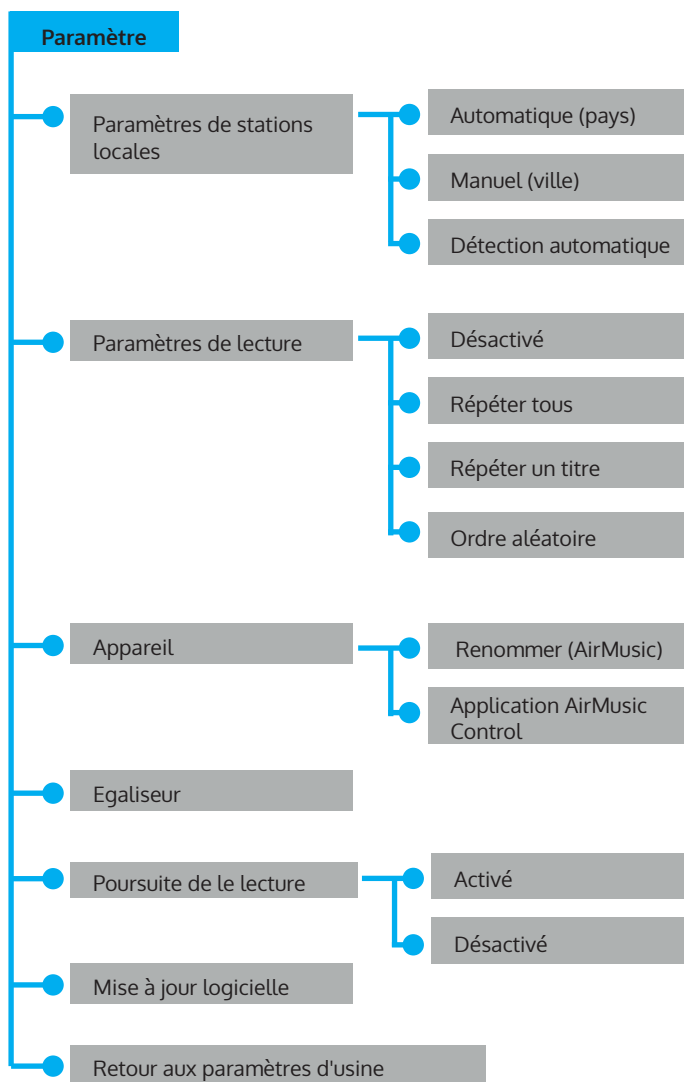 Paramètre
Paramètres de stations
locales
Automatique (pays)
Manuel (ville)
Détection automatique
Paramètres de lecture
Désactivé
Répéter tous
Répéter un titre
Ordre aléatoire
Appareil
Renommer (AirMusic)
Application AirMusic
Control
Egaliseur
Poursuite de le lecture
Activé
Désactivé
Mise à jour logicielle
Retour aux paramètres d'usine